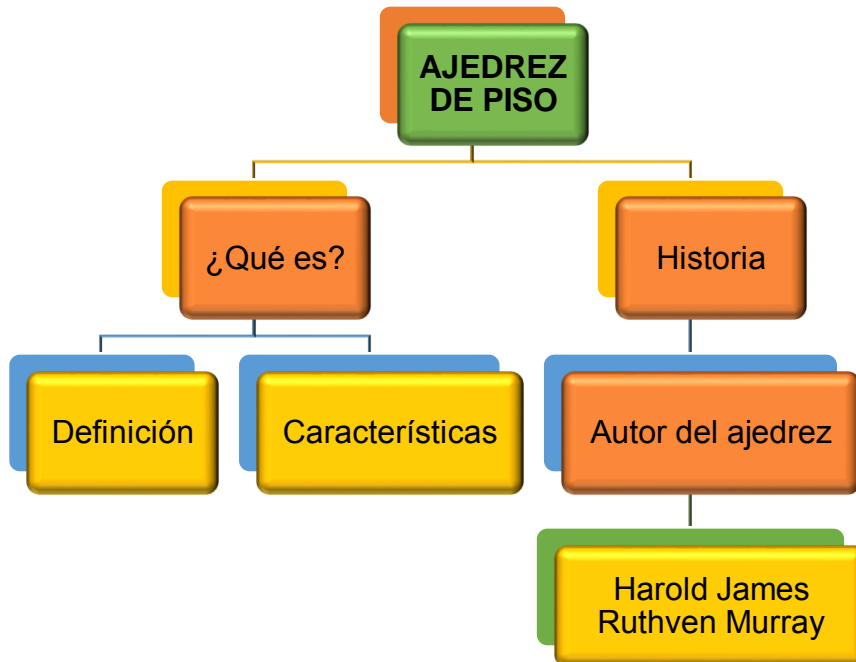 AJEDREZ
DE PISO
¿Qué es?
Historia
Definición
Características
Autor del ajedrez
Harold James
Ruthven Murray